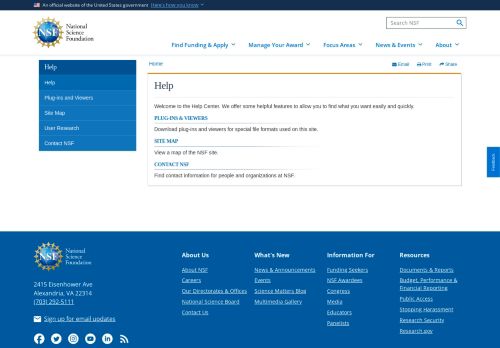 An official website of the United States government Here's how you know
NSF National Science Foundation
Search NSF
Find Funding & Apply Manage Your Award Focus Areas News & Events About
Help
Help
Plug-ins and Viewers
Site Map
User Research
Contact NSF
Home
Email Print Share
Help
Welcome to the Help Center. We offer some helpful features to allow you to find what you want easily and quickly.
PLUG-INS & VIEWERS
Download plug-ins and viewers for special file formats used on this site.
SITE MAP
View a map of the NSF site.
CONTACT NSF
Find contact information for people and organizations at NSF.
Feedback
NSF National Science Foundation
2415 Eisenhower Ave
Alexandria, VA 22314
(703) 292-5111
Sign up for email updates
About Us
About NSF
Careers
Our Directorates & Offices
National Science Board
Contact Us
What's New
News & Announcements
Events
Science Matters Blog
Multimedia Gallery
Information For
Funding Seekers
NSF Awardees
Congress
Media
Educators
Panelists
Resources
Documents & Reports
Budget, Performance &
Financial Reporting
Public Access
Stopping Harassment
Research Security
Research.gov